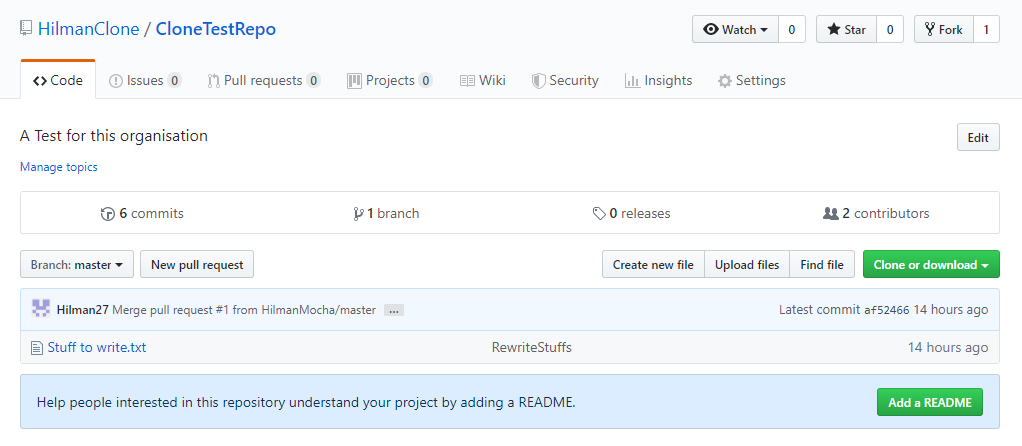 HilmanClone / CloneTestRepo Watch 0 Star 0 Fork 1
Code Issues 0 Pull requests 0 Projects 0 Wiki Security Insights Settings
A Test for this organisation Edit
Manage topics
6 commits 1 branch 0 releases 2 contributors
Branch: master New pull request Create new file Upload files Find file Clone or download
Hilman27 Merge pull request #1 from HilmanMocha/master ... Latest commit af52466 14 hours ago
Stuff to write.txt RewriteStuffs 14 hours ago
Help people interested in this repository understand your project by adding a README. Add a README